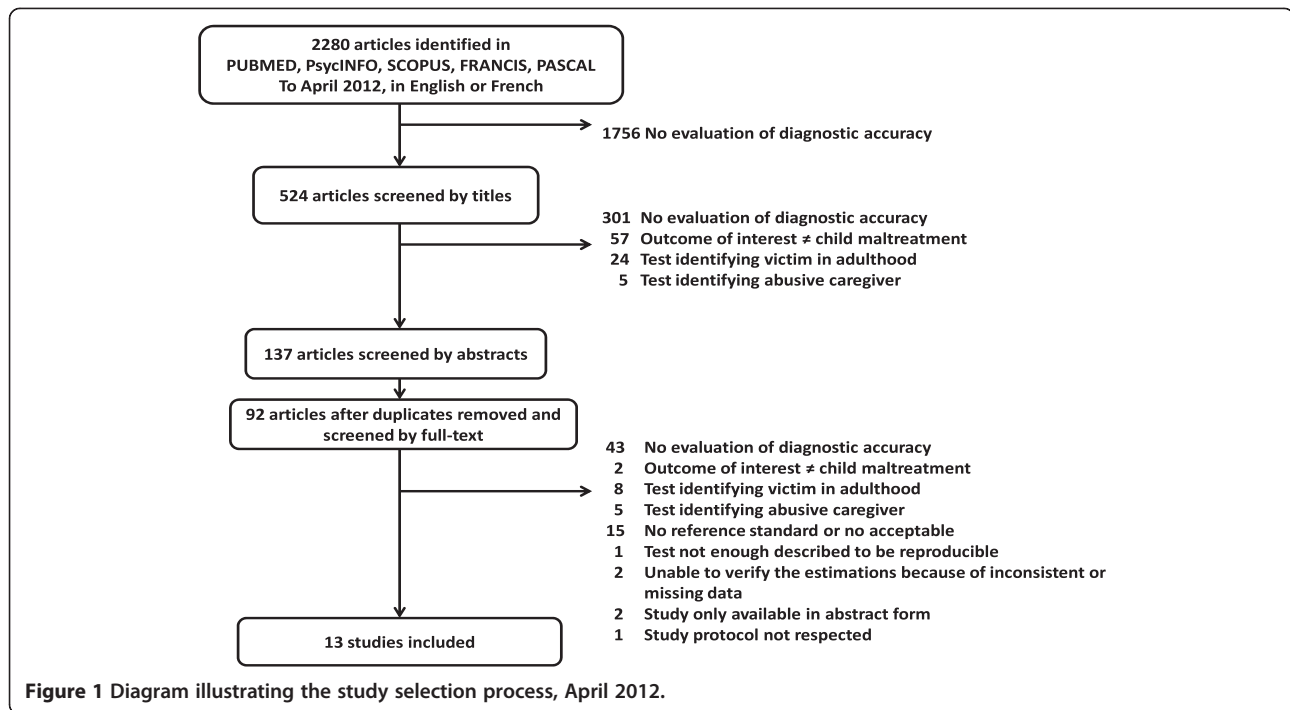 2280 articles identified in
PUBMED, PsycINFO, SCOPUS, FRANCIS, PASCAL
To April 2012, in English or French
1756 No evaluation of diagnostic accuracy
524 articles screened by titles
301 No evaluation of diagnostic accuracy
57 Outcome of interest ≠ child maltreatment
24 Test identifying victim in adulthood
5 Test identifying abusive caregiver
137 articles screened by abstracts
92 articles after duplicates removed and
screened by full-text
43 No evaluation of diagnostic accuracy
2 Outcome of interest ≠ child maltreatment
8 Test identifying victim in adulthood
5 Test identifying abusive caregiver
15 No reference standard or no acceptable
1 Test not enough described to be reproducible
2 Unable to verify the estimations because of inconsistent or
missing data
2 Study only available in abstract form
1 Study protocol not respected
13 studies included
Figure 1 Diagram illustrating the study selection process, April 2012.